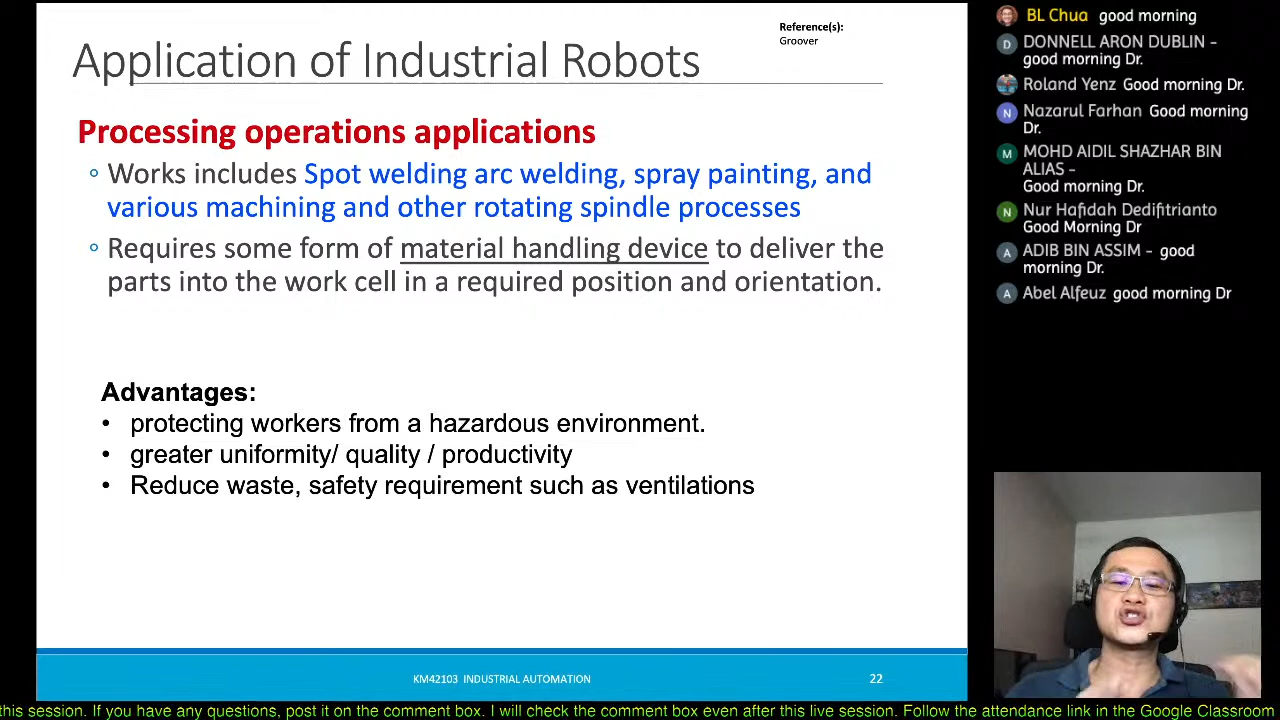 Reference(s):
Groover
Application of Industrial Robots
Processing operations applications
◦ Works includes Spot welding arc welding, spray painting, and
various machining and other rotating spindle processes
◦ Requires some form of material handling device to deliver the
parts into the work cell in a required position and orientation.
Advantages:
• protecting workers from a hazardous environment.
• greater uniformity/ quality / productivity
• Reduce waste, safety requirement such as ventilations
KM42103 INDUSTRIAL AUTOMATION
22
BL Chua good morning
D DONNELL ARON DUBLIN -
good morning Dr.
Roland Yenz Good morning Dr.
N Nazarul Farhan Good morning
Dr.
M MOHD AIDIL SHAZHAR BIN
ALIAS -
Good morning Dr.
N Nur Hafidah Dedifitrianto
Good Morning Dr
A ADIB BIN ASSIM - good
morning Dr.
A Abel Alfeuz good morning Dr
this session. If you have any questions, post it on the comment box. I will check the comment box even after this live session. Follow the attendance link in the Google Classroom